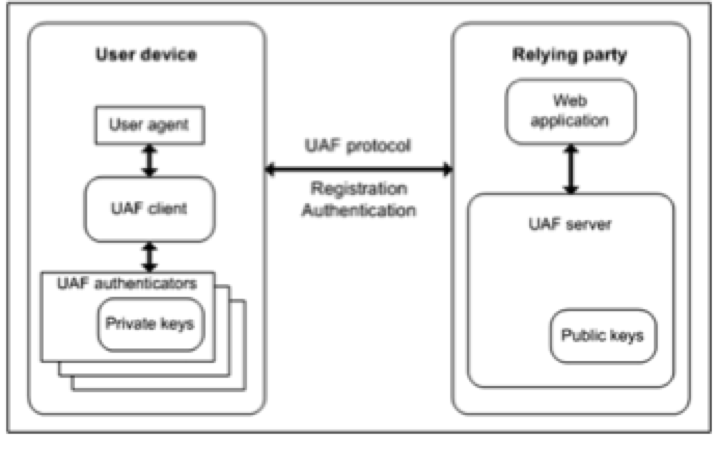 User device
User agent
UAF client
UAF authenticators
Private keys
UAF protocol
Registration
Authentication
Relying party
Web
application
UAF server
Public keys